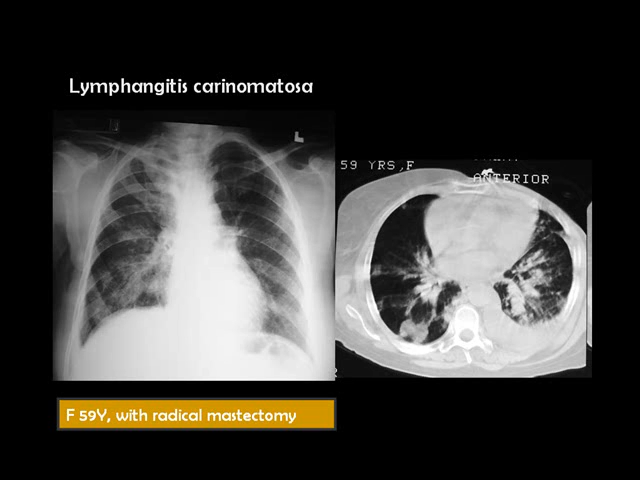 Lymphangitis carinomatosa
L
59 YRS,F
ANTERIOR
F 59Y, with radical mastectomy